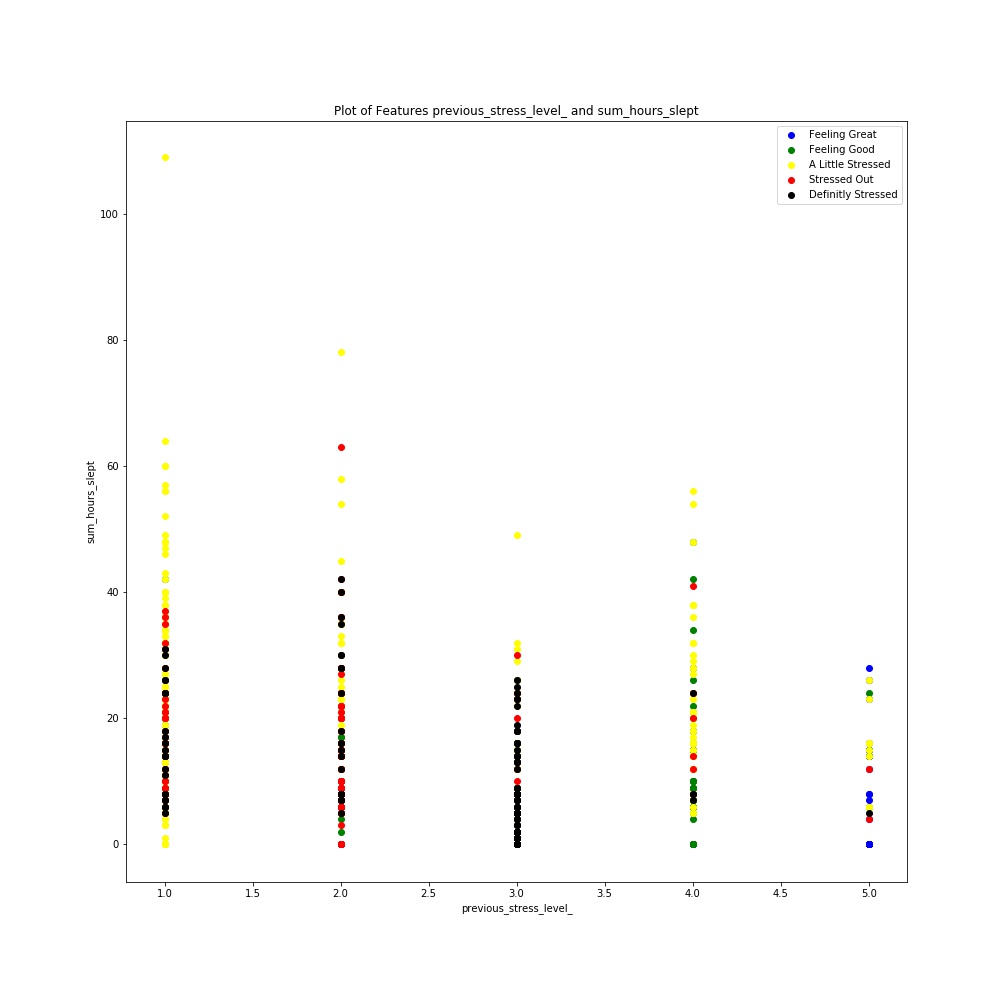 Plot of Features previous_stress_level_ and sum_hours_slept
Feeling Great
Feeling Good
A Little Stressed
Stressed Out
Definitly Stressed
100
80
60
40
20
0
sum_hours_slept
1.0 1.5 2.0 2.5 3.0 3.5 4.0 4.5 5.0
previous_stress_level_